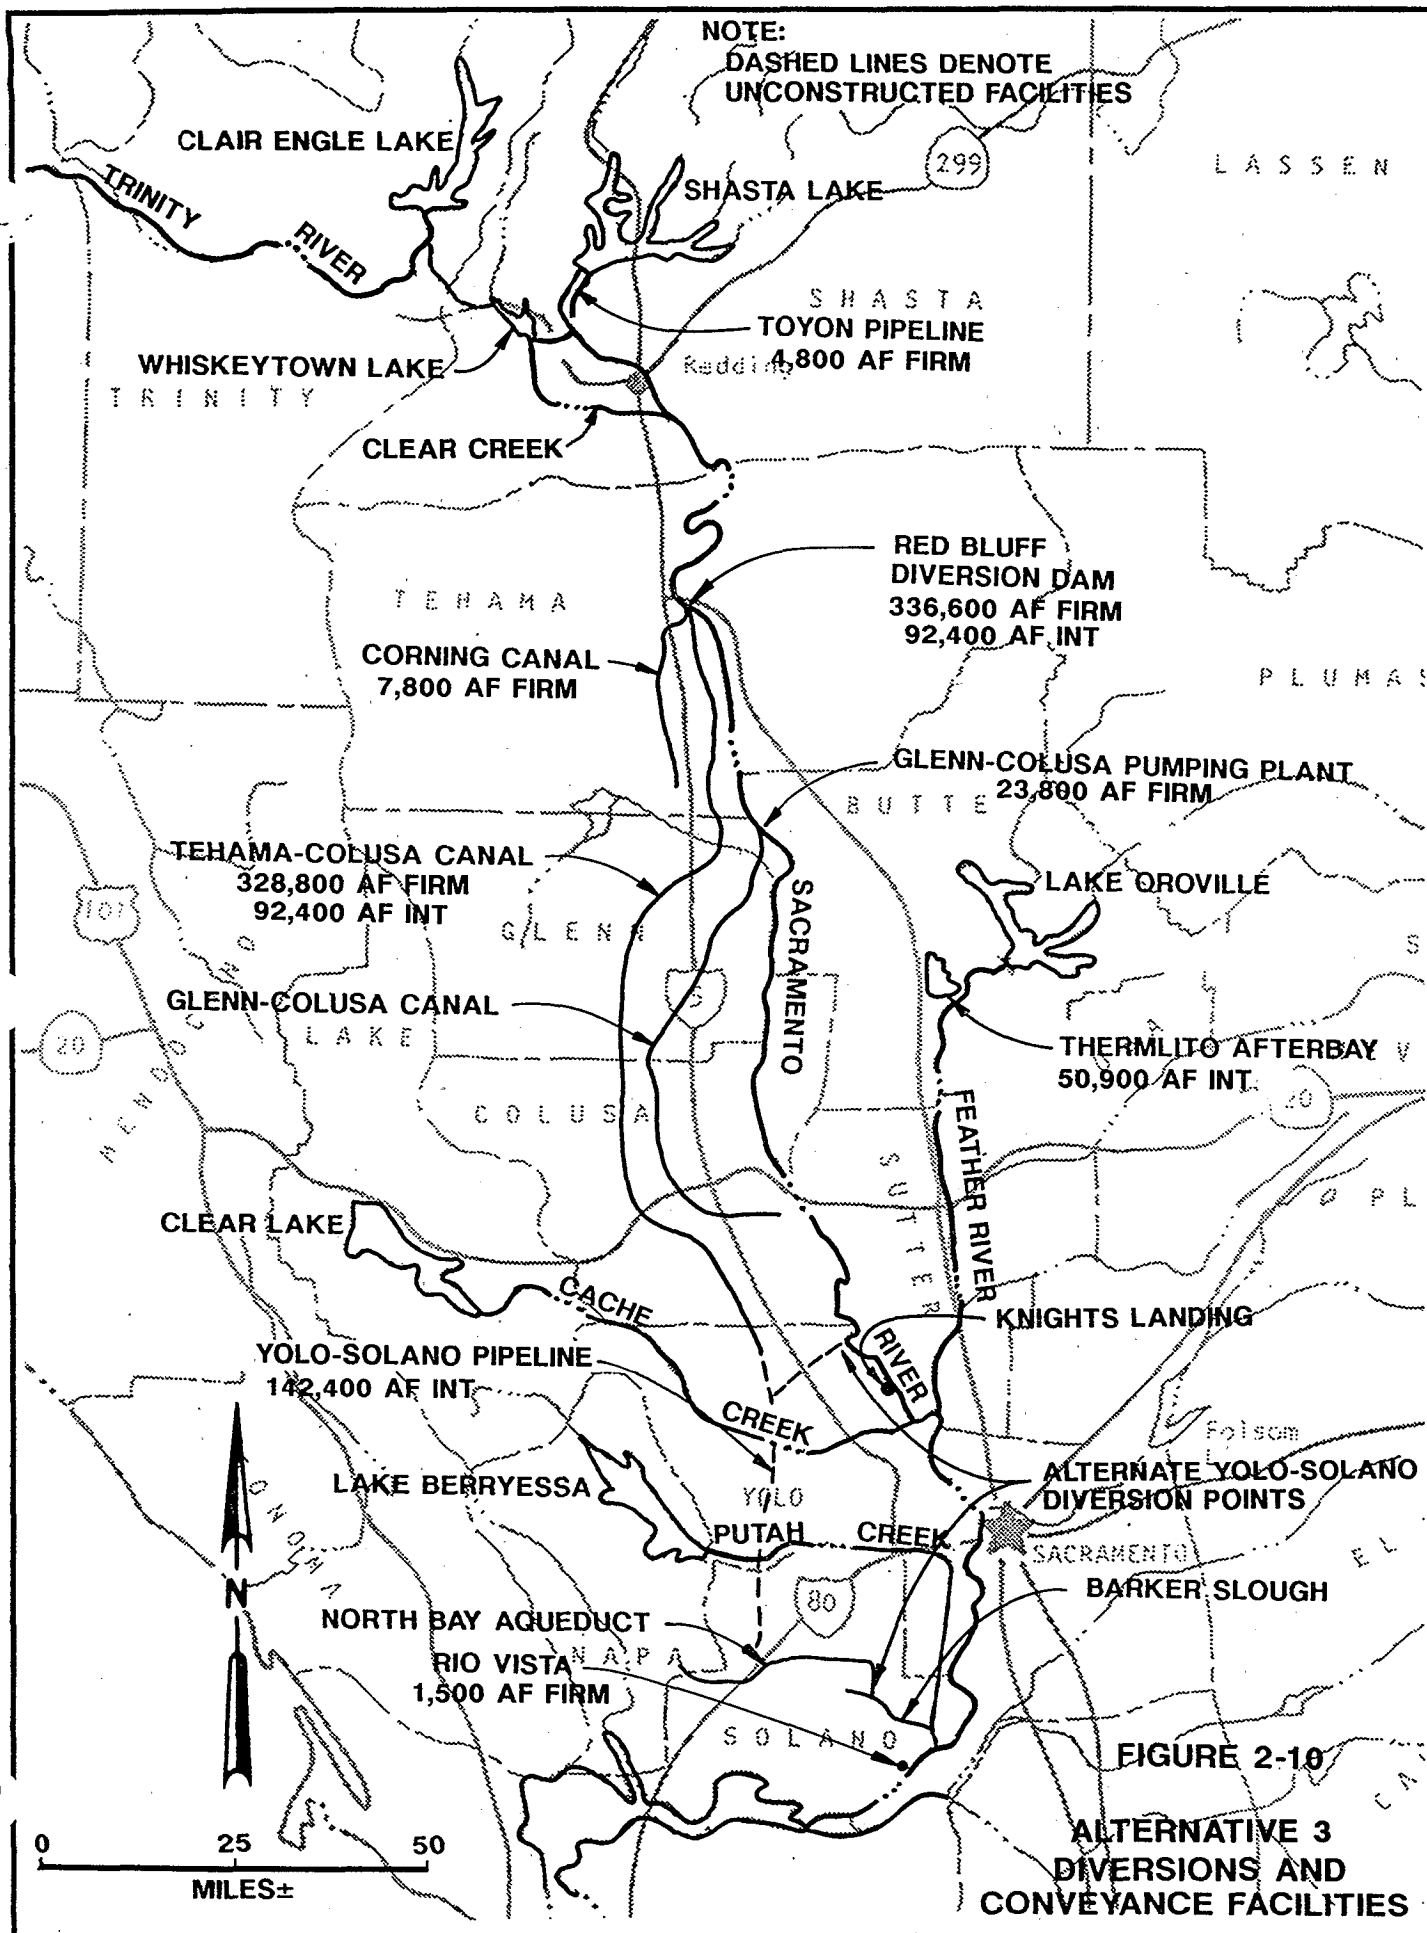 NOTE:
DASHED LINES DENOTE
UNCONSTRUCTED FACILITIES
CLAIR ENGLE LAKE
299
LASSEN
TRINITY
RIVER
SHASTA LAKE
SHASTA
TOYON PIPELINE
4,800 AF FIRM
WHISKEYTOWN LAKE
Redding
TRINITY
CLEAR CREEK
RED BLUFF
DIVERSION DAM
336,600 AF FIRM
92,400 AF INT
TEHAMA
CORNING CANAL
7,800 AF FIRM
PLUMAS
GLENN-COLUSA PUMPING PLANT
23,800 AF FIRM
BUTTE
TEHAMA-COLUSA CANAL
328,800 AF FIRM
92,400 AF INT
LAKE OROVILLE
101
GLENN
SACRAMENTO
MENDOCINO
GLENN-COLUSA CANAL
5
LAKE
20
THERMLITO AFTERBAY
50,900 AF INT
20
COLUSA
FEATHER RIVER
SUTTER
PL
CLEAR LAKE
CACHE
KNIGHTS LANDING
RIVER
YOLO-SOLANO PIPELINE
142,400 AF INT
CREEK
Folsom
LAKE BERRYESSA
YOLO
ALTERNATE YOLO-SOLANO
DIVERSION POINTS
PUTAH CREEK
SACRAMENTO
EL
ONOMA
N
80
BARKER SLOUGH
NORTH BAY AQUEDUCT
NAPA
RIO VISTA
1,500 AF FIRM
SOLANO
FIGURE 2-10
CA
ALTERNATIVE 3
DIVERSIONS AND
CONVEYANCE FACILITIES
0 25 50
MILES±